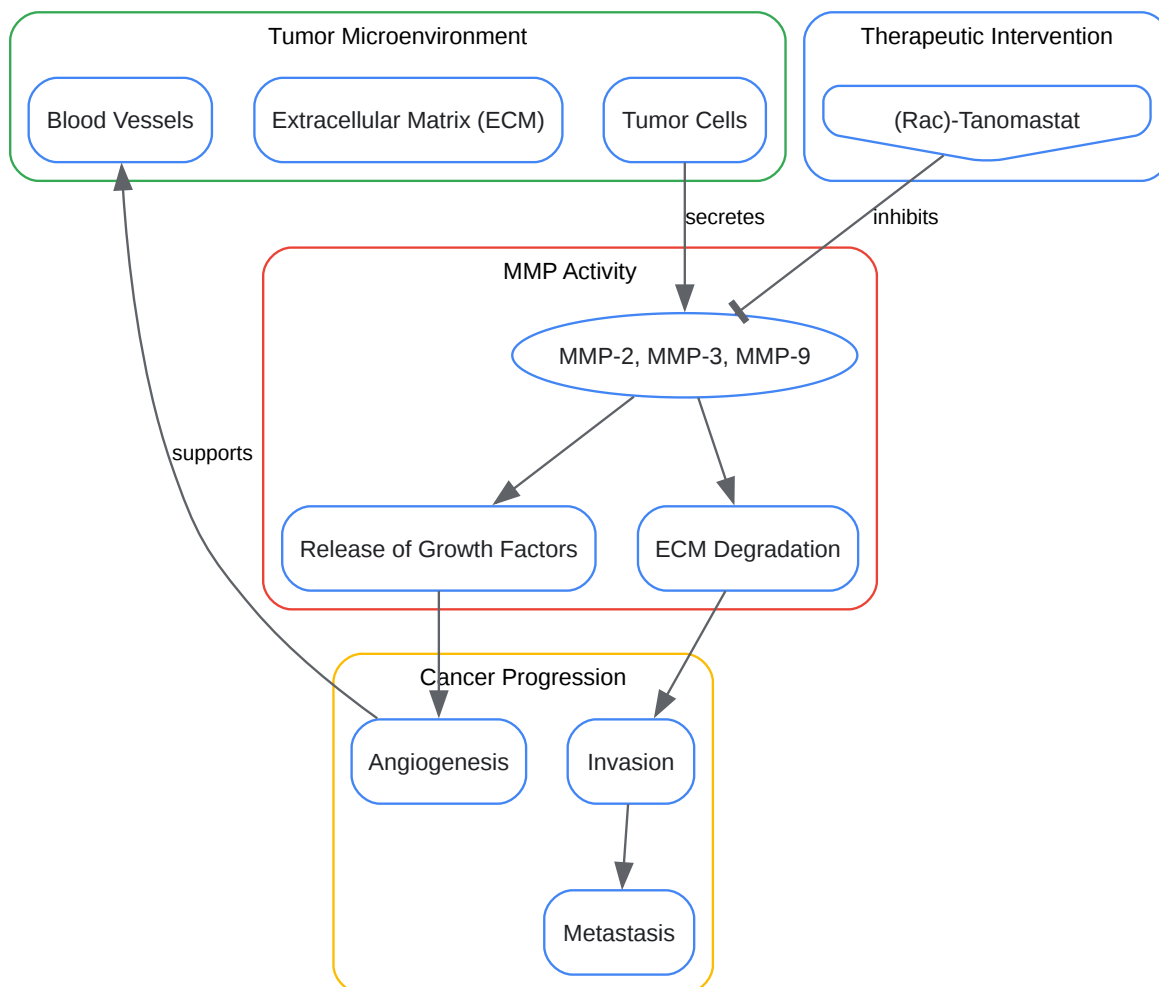 Tumor Microenvironment
Therapeutic Intervention
Blood Vessels
Extracellular Matrix (ECM)
Tumor Cells
(Rac)-Tanomastat
secretes
inhibits
MMP Activity
MMP-2, MMP-3, MMP-9
supports
Release of Growth Factors
ECM Degradation
Cancer Progression
Angiogenesis
Invasion
Metastasis